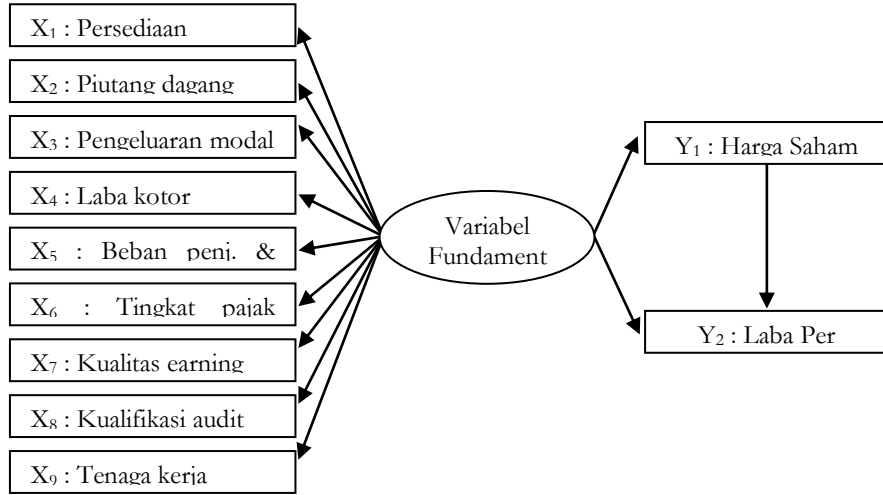 X₁ : Persediaan
X₂ : Piutang dagang
X₃ : Pengeluaran modal
X₄ : Laba kotor
X₅ : Beban penj. &
X₆ : Tingkat pajak
X₇ : Kualitas earning
X₈ : Kualifikasi audit
X₉ : Tenaga kerja
Variabel
Fundament
Y₁ : Harga Saham
Y₂ : Laba Per